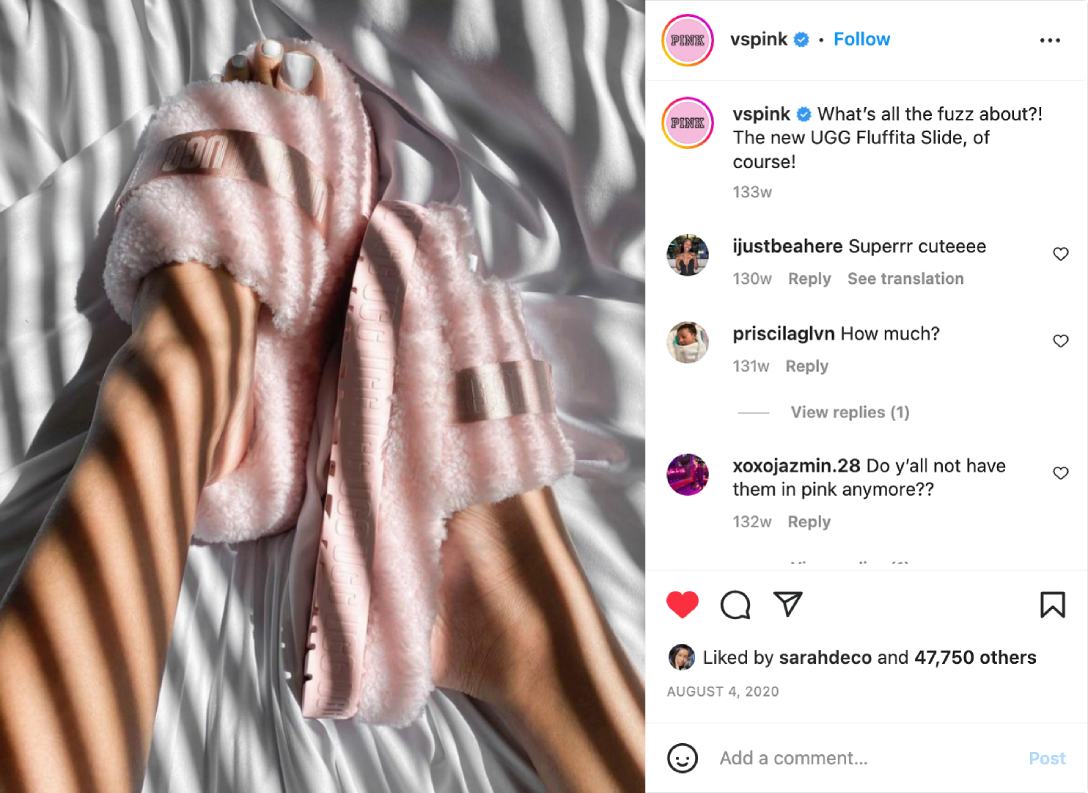 UGG
PINK
vspink • Follow
PINK
vspink What’s all the fuzz about?!
The new UGG Fluffita Slide, of
course!
133w
ijustbeahere Superrr cuteeee
130w Reply See translation
priscilaglvn How much?
131w Reply
View replies (1)
xoxojazmin.28 Do y’all not have
them in pink anymore??
132w Reply
Liked by sarahdeco and 47,750 others
AUGUST 4, 2020
Add a comment...
Post